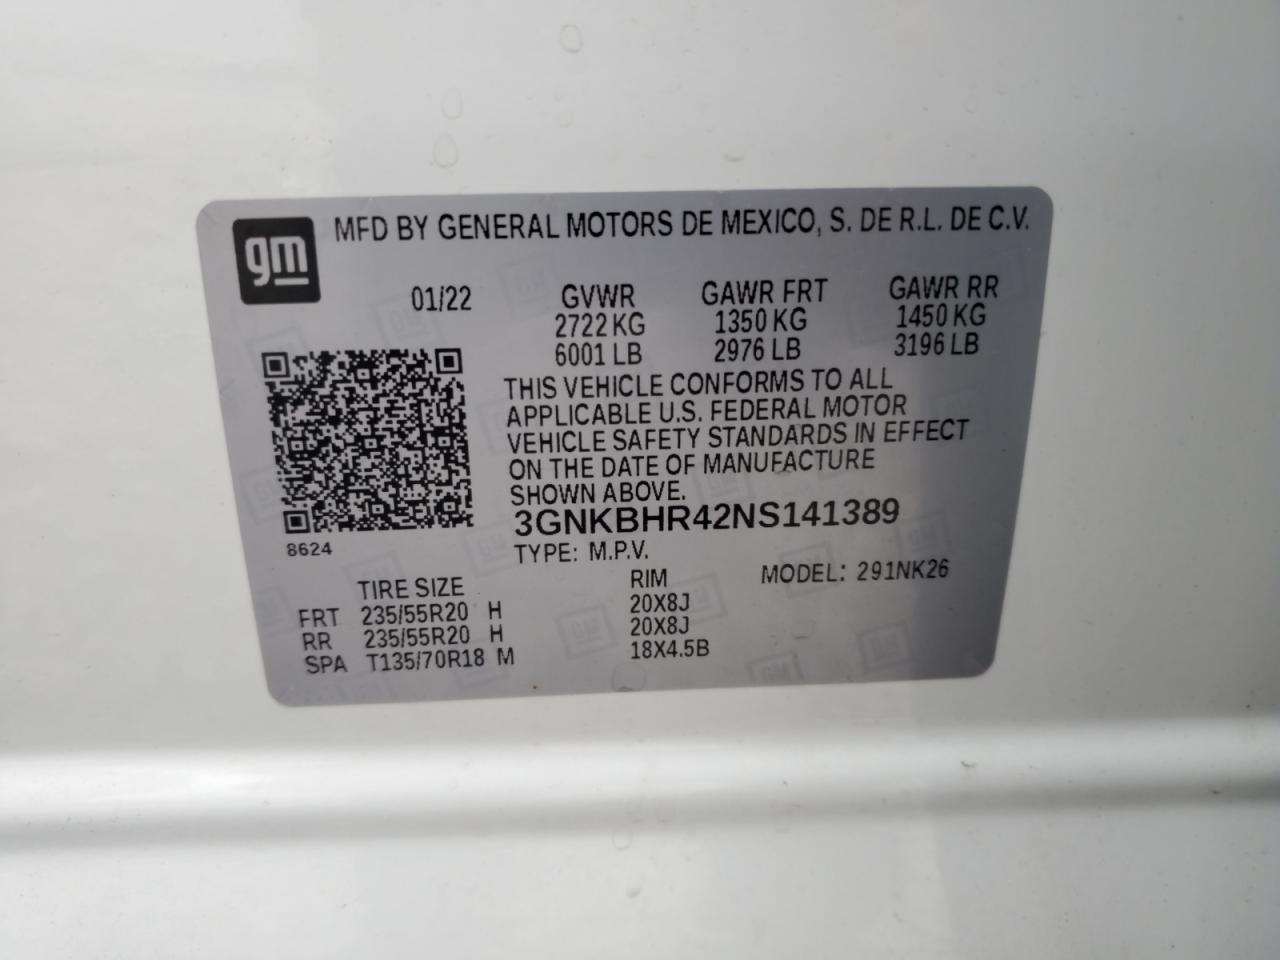 gm MFD BY GENERAL MOTORS DE MEXICO, S. DE R.L. DE C.V.
01/22 GVWR GAWR FRT GAWR RR
2722 KG 1350 KG 1450 KG
6001 LB 2976 LB 3196 LB
THIS VEHICLE CONFORMS TO ALL
APPLICABLE U.S. FEDERAL MOTOR
VEHICLE SAFETY STANDARDS IN EFFECT
ON THE DATE OF MANUFACTURE
SHOWN ABOVE.
3GNKBHR42NS141389
8624 TYPE: M.P.V.
MODEL: 291NK26
TIRE SIZE RIM
FRT 235/55R20 H 20X8J
RR 235/55R20 H 20X8J
SPA T135/70R18 M 18X4.5B